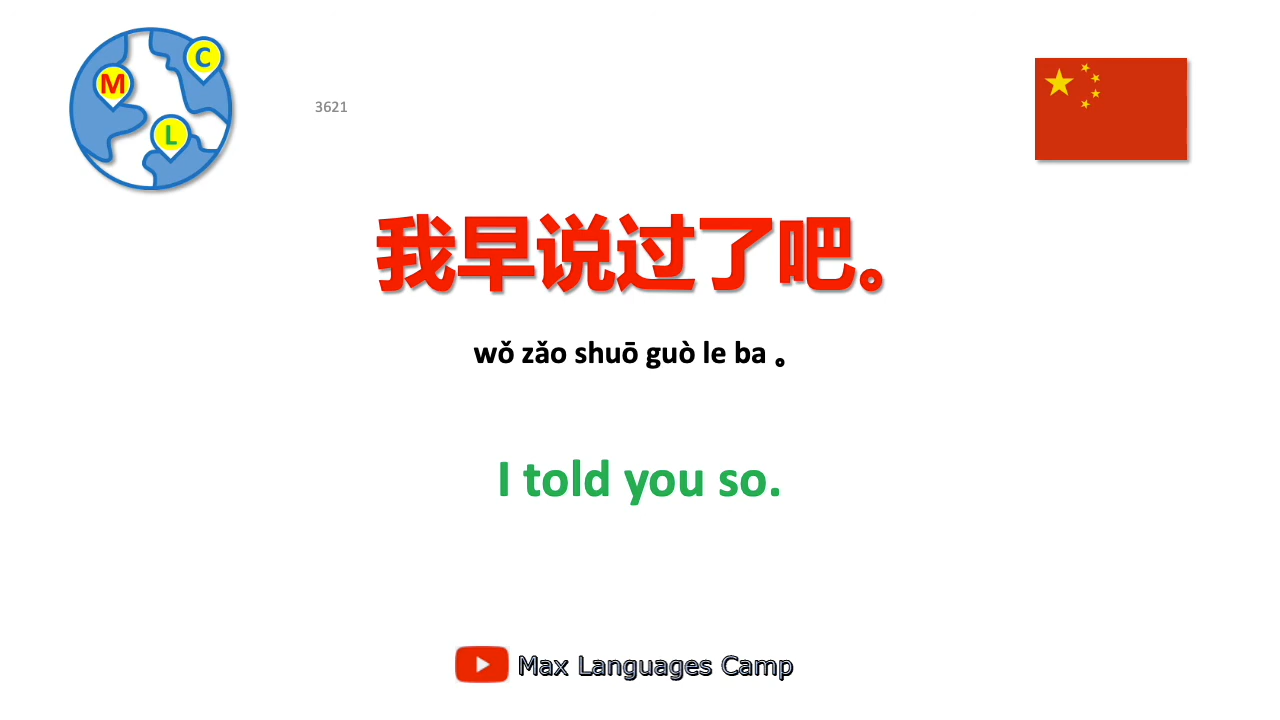 C
M
L
3621
我早说过了吧。
wǒ zǎo shuō guò le ba 。
I told you so.
Max Languages Camp